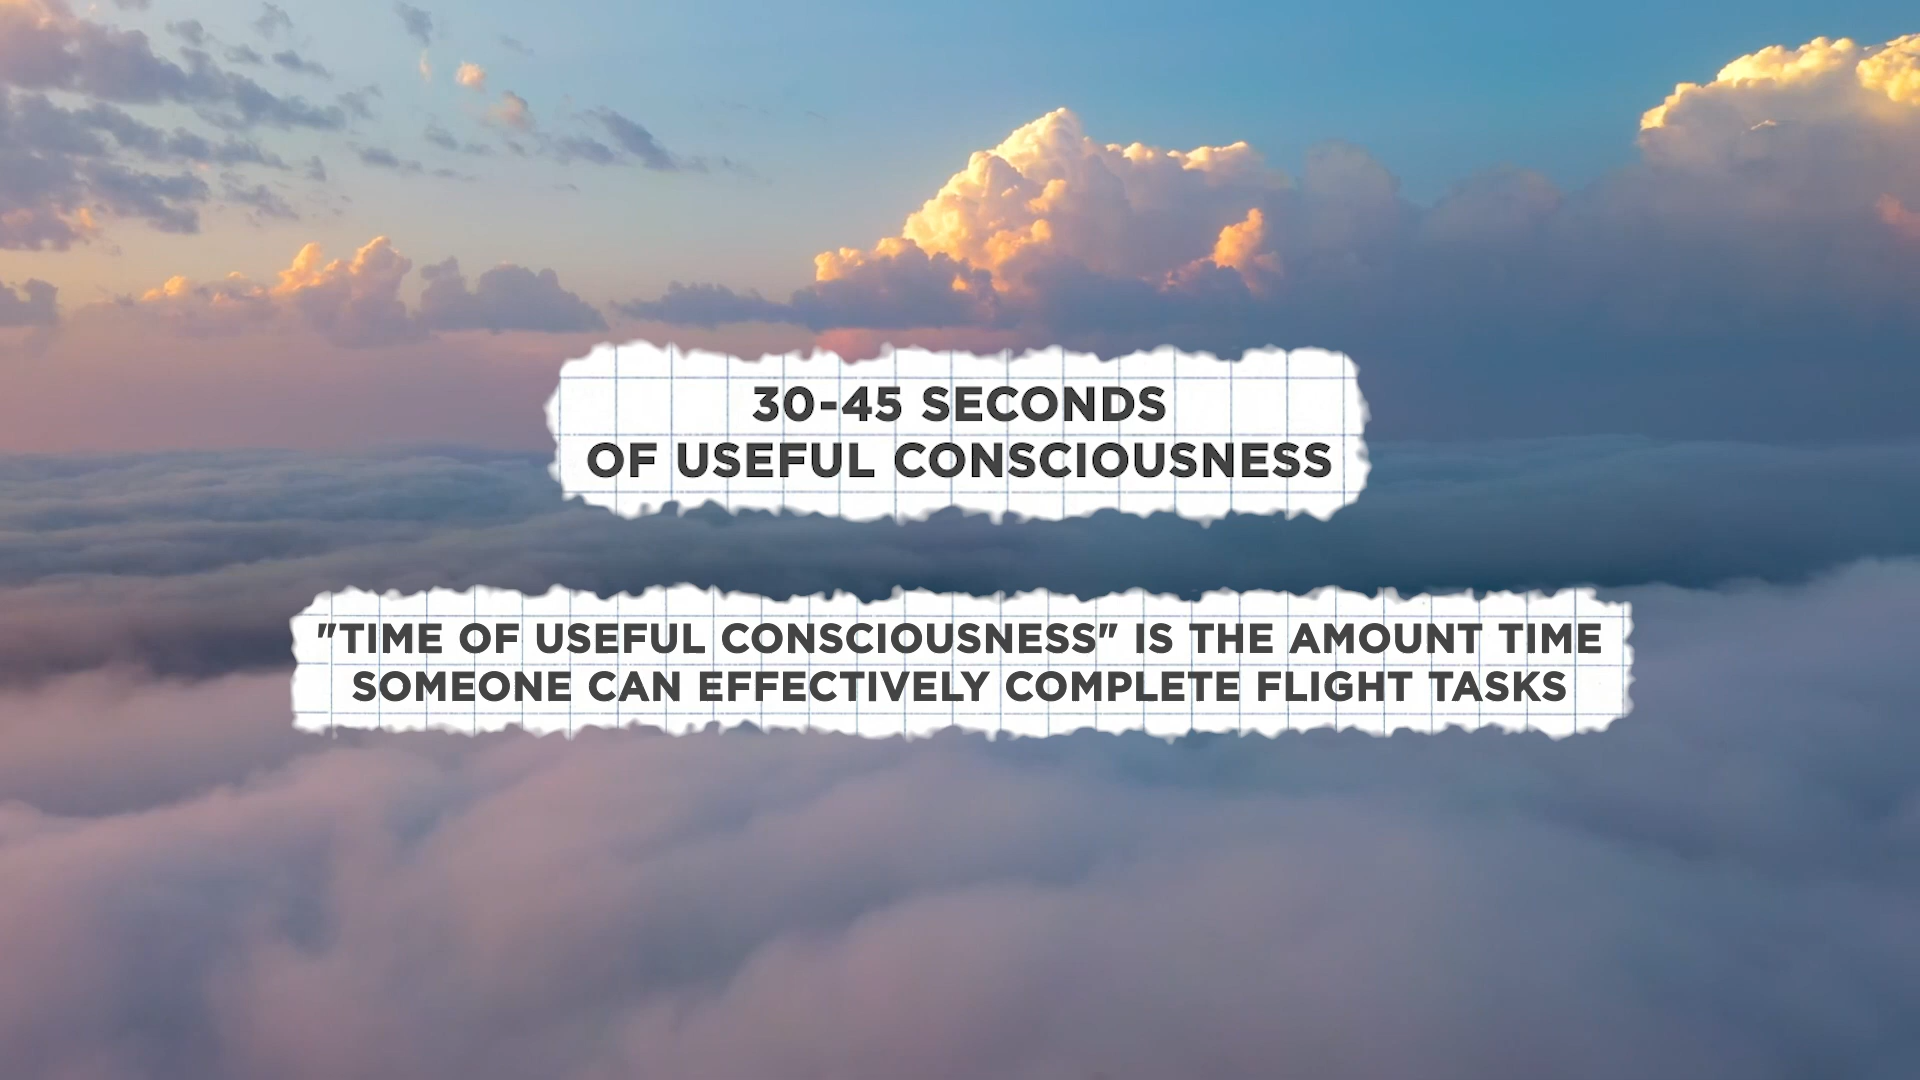 30-45 SECONDS
OF USEFUL CONSCIOUSNESS
"TIME OF USEFUL CONSCIOUSNESS" IS THE AMOUNT TIME
SOMEONE CAN EFFECTIVELY COMPLETE FLIGHT TASKS